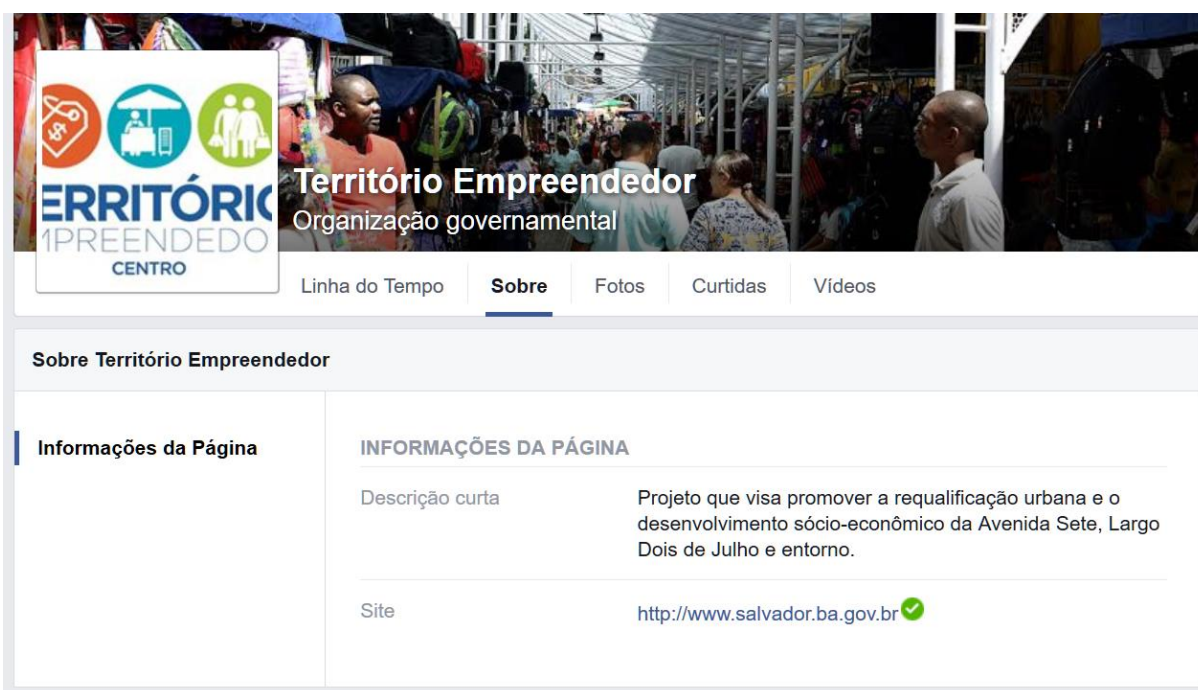 ERRITÓRIO
MPREENDEDO
CENTRO
Território Empreendedor
Organização governamental
Linha do Tempo
Sobre
Fotos
Curtidas
Vídeos
Sobre Território Empreendedor
Informações da Página
INFORMAÇÕES DA PÁGINA
Descrição curta
Projeto que visa promover a requalificação urbana e o
desenvolvimento sócio-econômico da Avenida Sete, Largo
Dois de Julho e entorno.
Site
http://www.salvador.ba.gov.br